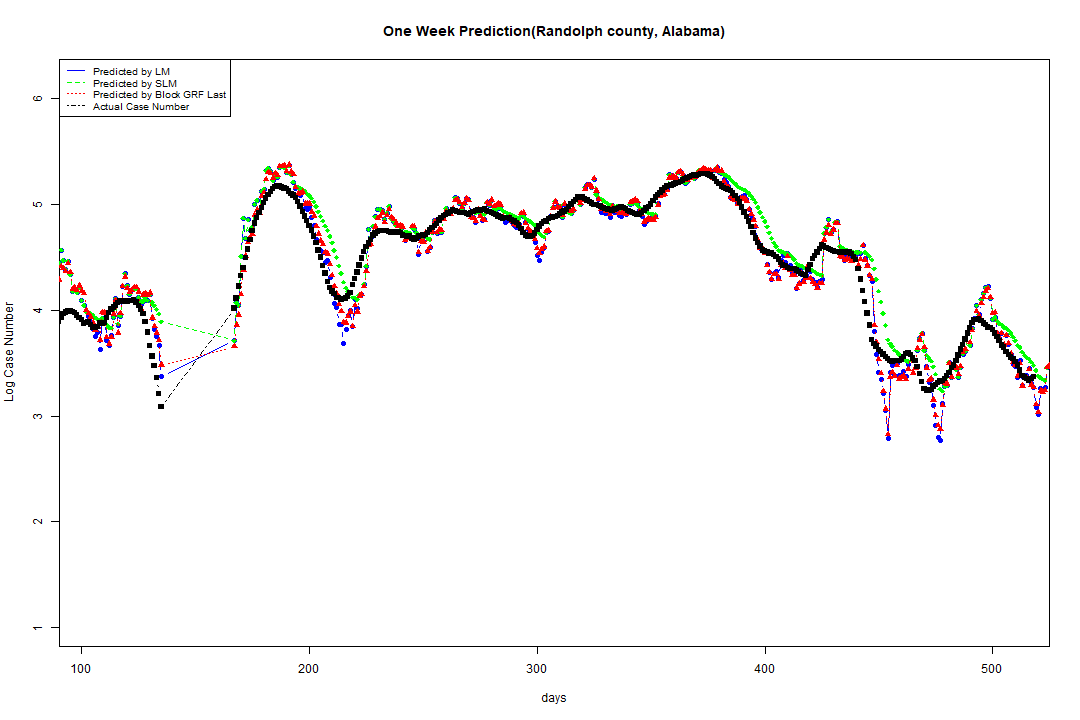 One Week Prediction(Randolph county, Alabama)
Predicted by LM
Predicted by SLM
Predicted by Block GRF Last
Actual Case Number
6
5
4
3
2
1
Log Case Number
100 200 300 400 500
days